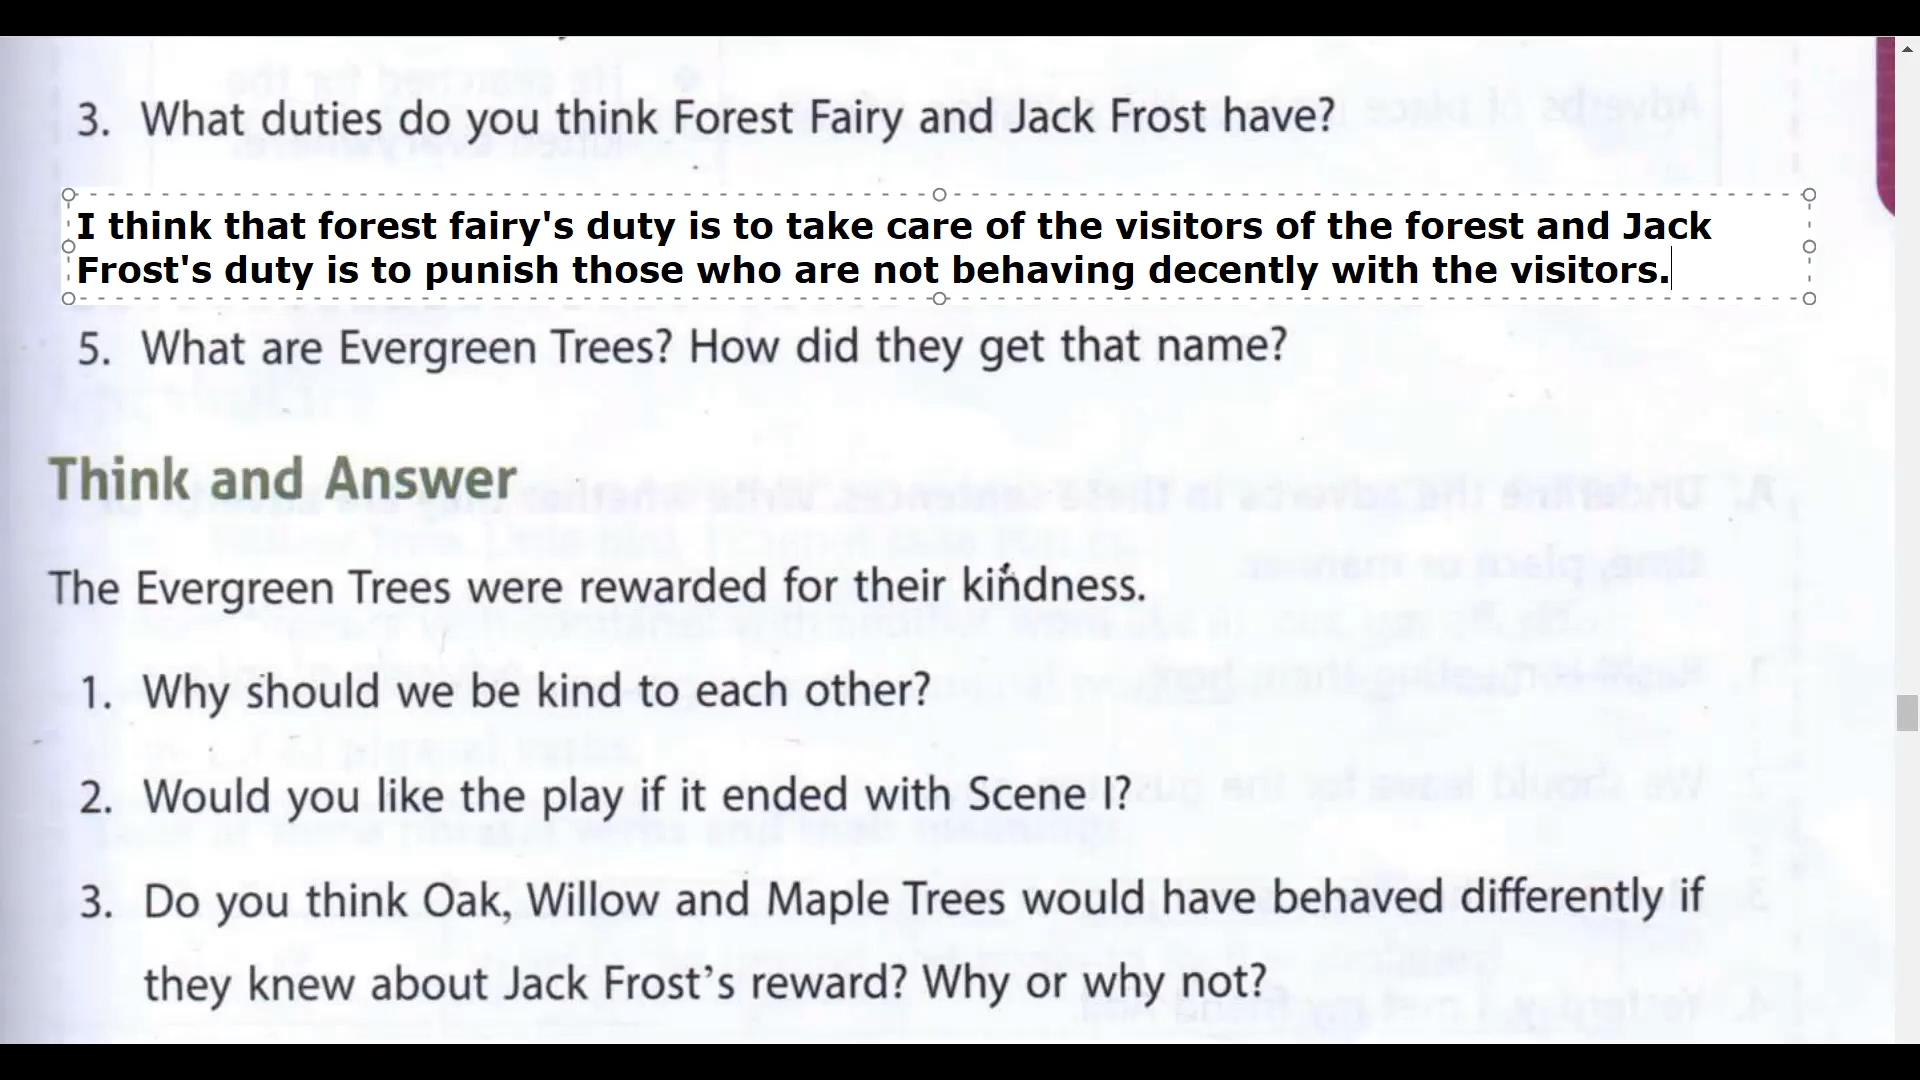 3. What duties do you think Forest Fairy and Jack Frost have?
I think that forest fairy's duty is to take care of the visitors of the forest and Jack
Frost's duty is to punish those who are not behaving decently with the visitors.
5. What are Evergreen Trees? How did they get that name?
Think and Answer
The Evergreen Trees were rewarded for their kindness.
1. Why should we be kind to each other?
2. Would you like the play if it ended with Scene I?
3. Do you think Oak, Willow and Maple Trees would have behaved differently if
they knew about Jack Frost's reward? Why or why not?